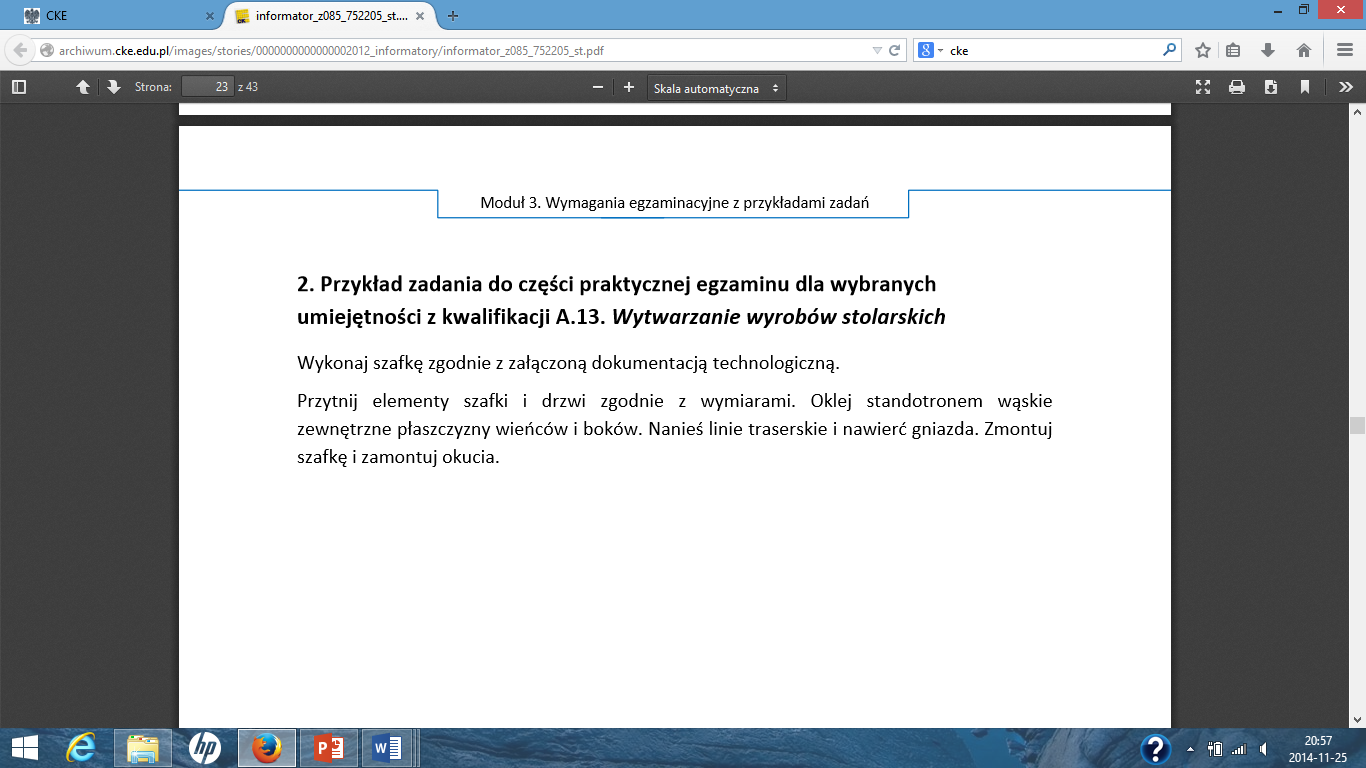 CKE
informator_z085_752205_st....
archiwum.cke.edu.pl/images/stories/0000000000000002012_informatory/informator_z085_752205_st.pdf
cke
Strona: 23 z 43
Skala automatyczna
Moduł 3. Wymagania egzaminacyjne z przykładami zadań
2. Przykład zadania do części praktycznej egzaminu dla wybranych
umiejętności z kwalifikacji A.13. Wytwarzanie wyrobów stolarskich
Wykonaj szafkę zgodnie z załączoną dokumentacją technologiczną.
Przytnij elementy szafki i drzwi zgodnie z wymiarami. Oklej standotronem wąskie
zewnętrzne płaszczyzny wieńców i boków. Nanieś linie traserskie i nawierć gniazda. Zmontuj
szafkę i zamontuj okucia.
20:57
2014-11-25